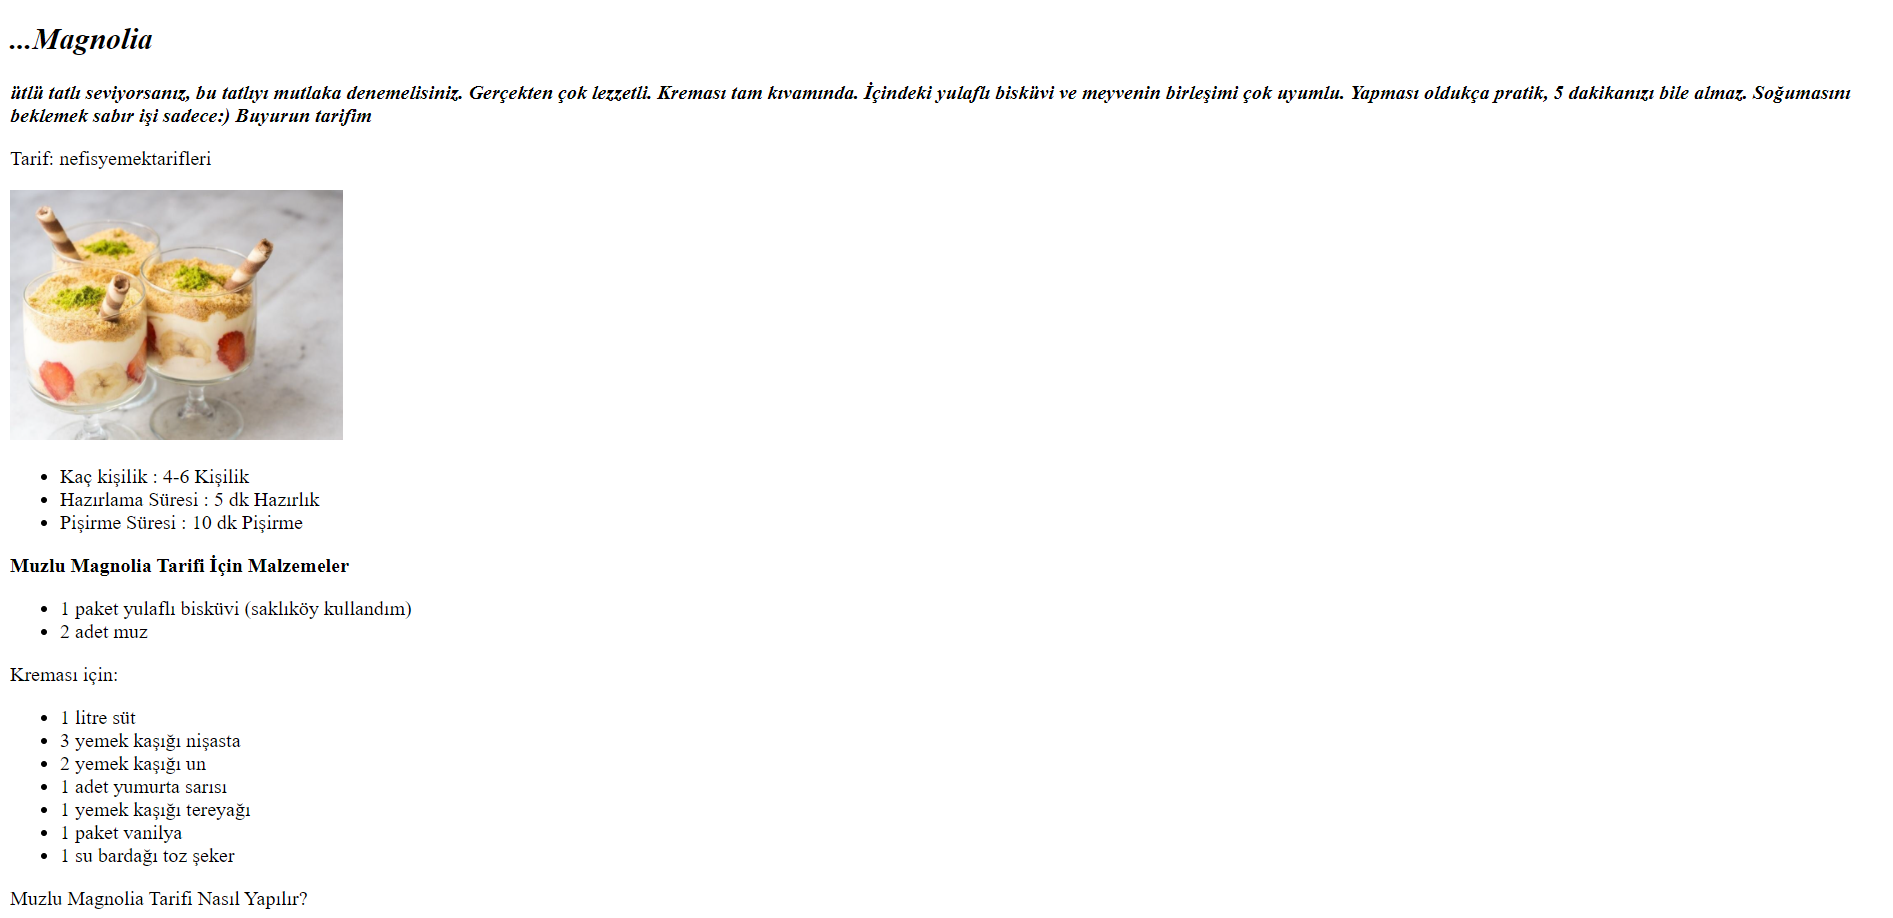 ...Magnolia
ütlü tatlı seviyorsanız, bu tatlıyı mutlaka denemelisiniz. Gerçekten çok lezzetli. Kreması tam kıvamında. İçindeki yulaflı bisküvi ve meyvenin birleşimi çok uyumlu. Yapması oldukça pratik, 5 dakikanızı bile almaz. Soğumasını
beklemek sabır işi sadece:) Buyurun tarifim
Tarif: nefisyemektarifleri
Kaç kişilik : 4-6 Kişilik
Hazırlama Süresi : 5 dk Hazırlık
Pişirme Süresi : 10 dk Pişirme
Muzlu Magnolia Tarifi İçin Malzemeler
1 paket yulaflı bisküvi (saklıköy kullandım)
2 adet muz
Kreması için:
1 litre süt
3 yemek kaşığı nişasta
2 yemek kaşığı un
1 adet yumurta sarısı
1 yemek kaşığı tereyağı
1 paket vanilya
1 su bardağı toz şeker
Muzlu Magnolia Tarifi Nasıl Yapılır?